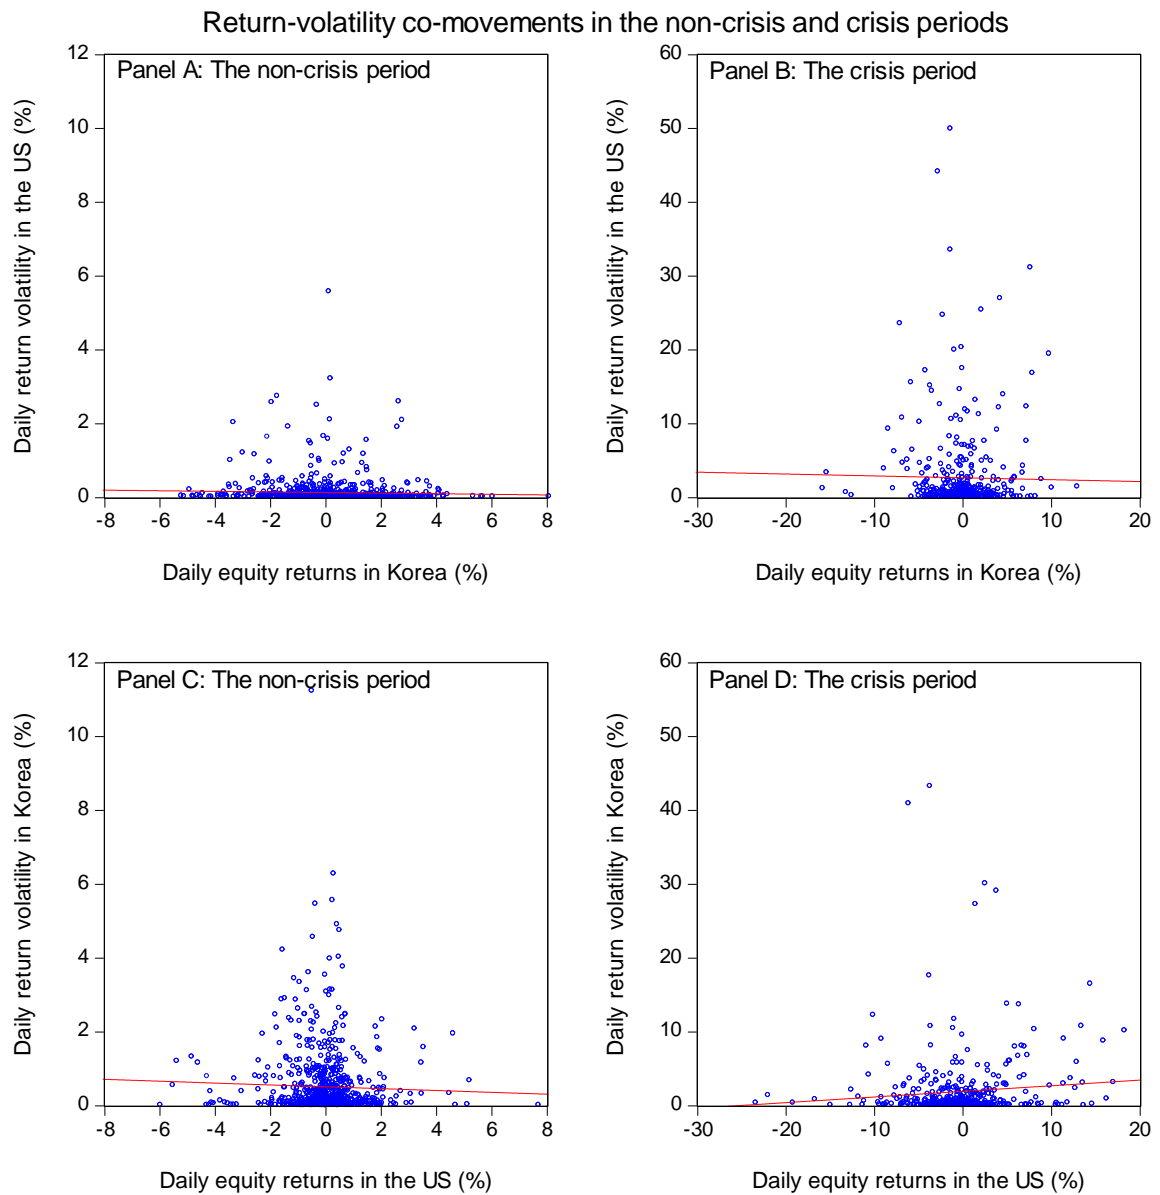 Return-volatility co-movements in the non-crisis and crisis periods
Panel A: The non-crisis period
Daily return volatility in the US (%)
12
10
8
6
4
2
0
-8 -6 -4 -2 0 2 4 6 8
Daily equity returns in Korea (%)
Panel B: The crisis period
Daily return volatility in the US (%)
60
50
40
30
20
10
0
-30 -20 -10 0 10 20
Daily equity returns in Korea (%)
Panel C: The non-crisis period
Daily return volatility in Korea (%)
12
10
8
6
4
2
0
-8 -6 -4 -2 0 2 4 6 8
Daily equity returns in the US (%)
Panel D: The crisis period
Daily return volatility in Korea (%)
60
50
40
30
20
10
0
-30 -20 -10 0 10 20
Daily equity returns in the US (%)